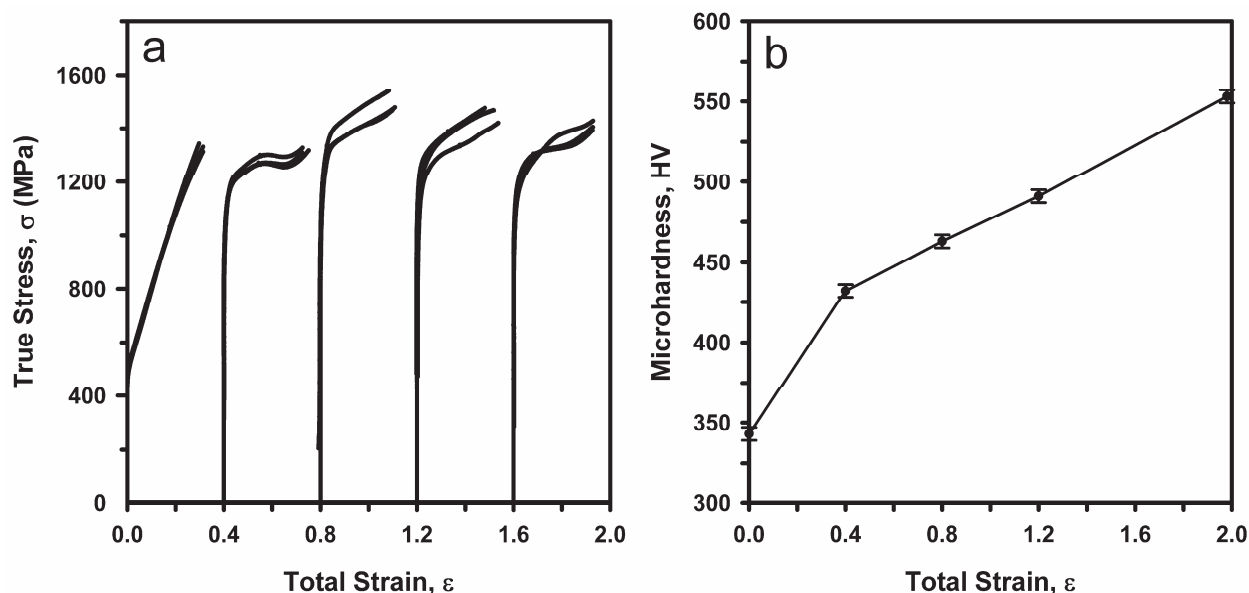 a
True Stress, σ (MPa)
1600
1200
800
400
0
0.0 0.4 0.8 1.2 1.6 2.0
Total Strain, ε
b
Microhardness, HV
600
550
500
450
400
350
300
0.0 0.4 0.8 1.2 1.6 2.0
Total Strain, ε